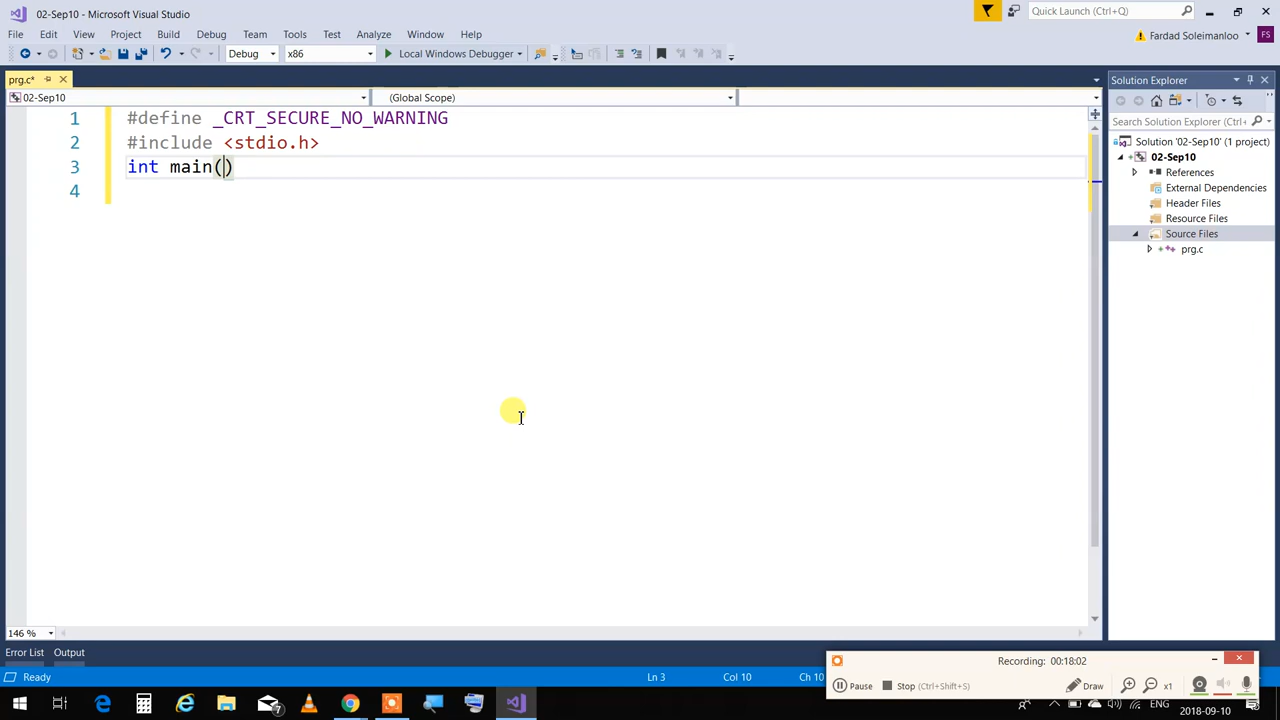 02-Sep10 - Microsoft Visual Studio
Quick Launch (Ctrl+Q)
File Edit View Project Build Debug Team Tools Test Analyze Window Help
Fardad Soleimanloo
FS
Debug x86 Local Windows Debugger
prg.c*
02-Sep10 (Global Scope)
1 #define _CRT_SECURE_NO_WARNING
2 #include <stdio.h>
3 int main()
4
Solution Explorer
Search Solution Explorer (Ctrl+
Solution '02-Sep10' (1 project)
02-Sep10
References
External Dependencies
Header Files
Resource Files
Source Files
prg.c
146 %
Error List Output
Ready Ln 3 Col 10 Ch 10
Recording: 00:18:02
Pause Stop (Ctrl+Shift+S) Draw x1
7
ENG 2018-09-10